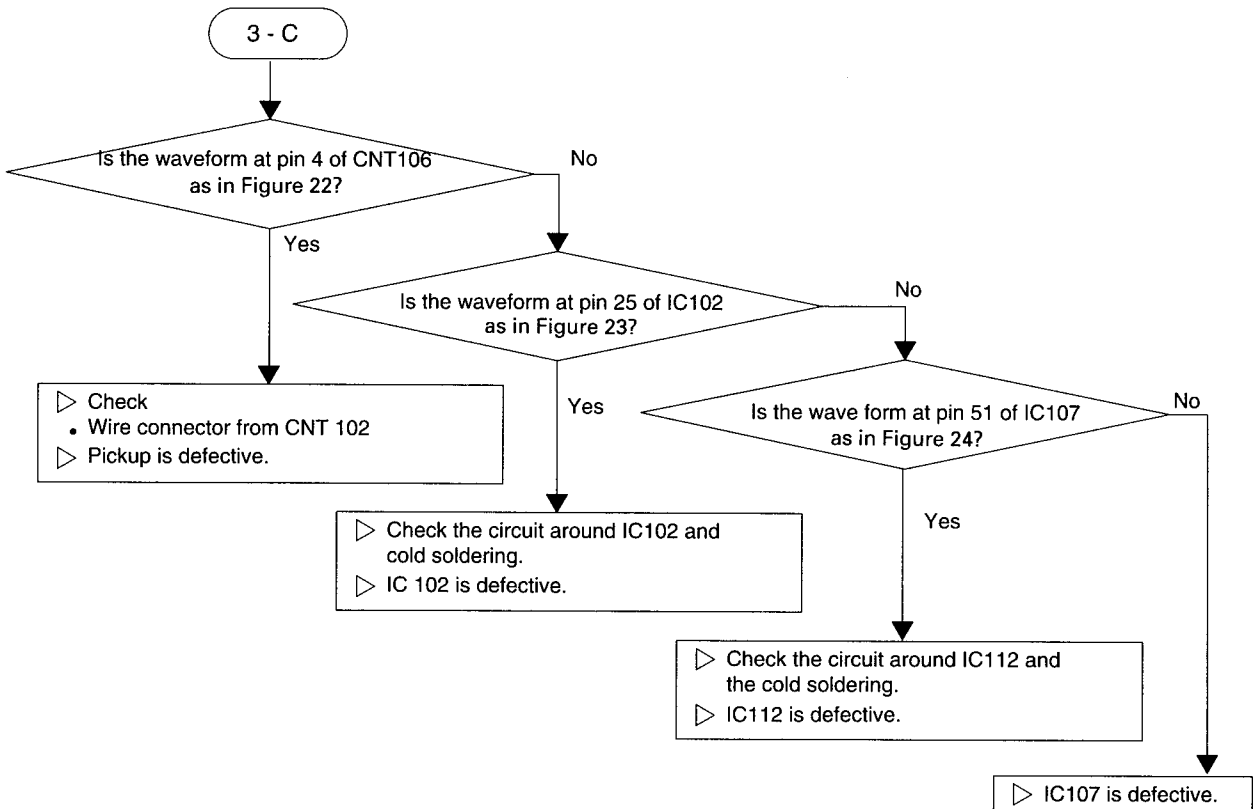 3 - C
Is the waveform at pin 4 of CNT106
as in Figure 22?
No
Yes
Is the waveform at pin 25 of IC102
as in Figure 23?
No
Yes
▷ Check
• Wire connector from CNT 102
▷ Pickup is defective.
Is the wave form at pin 51 of IC107
as in Figure 24?
No
Yes
▷ Check the circuit around IC102 and
cold soldering.
▷ IC 102 is defective.
▷ Check the circuit around IC112 and
the cold soldering.
▷ IC112 is defective.
▷ IC107 is defective.